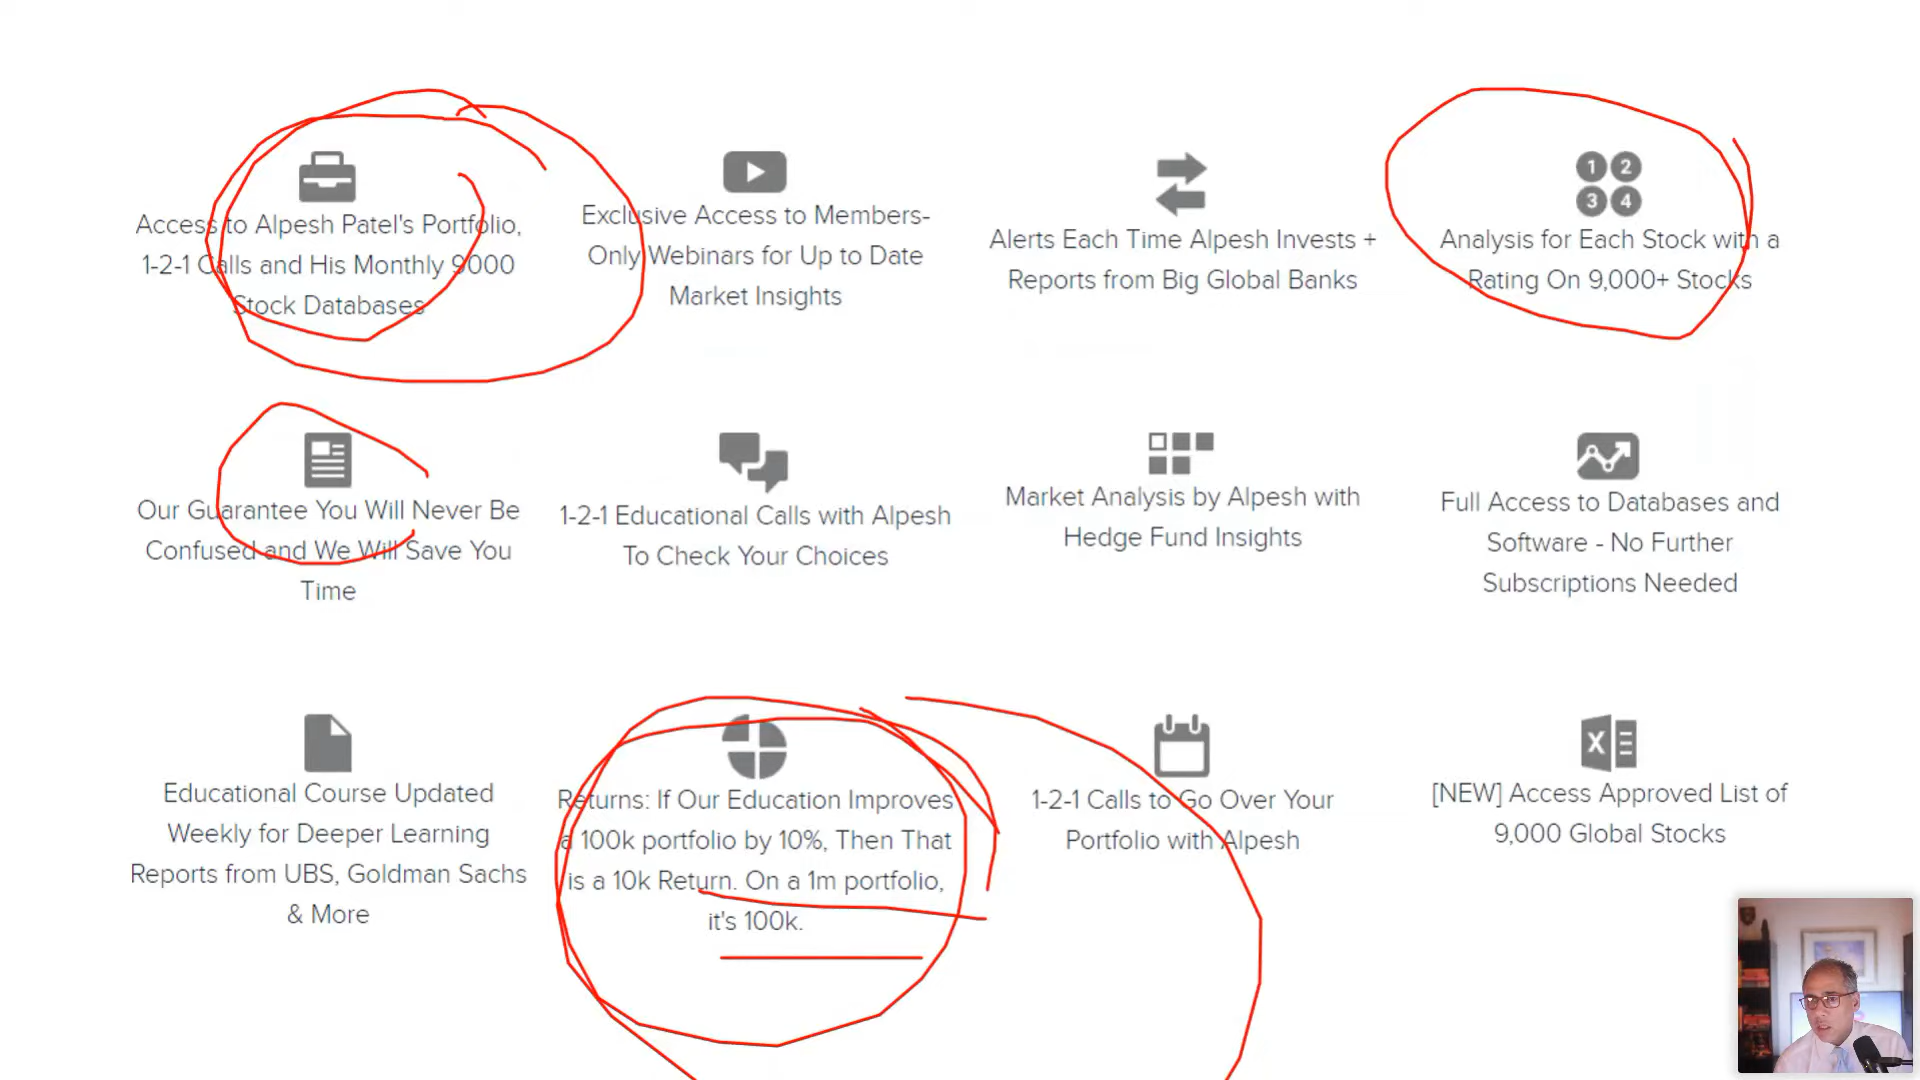 Access to Alpesh Patel's Portfolio,
1-2-1 Calls and His Monthly 9000
Stock Databases
Exclusive Access to Members-
Only Webinars for Up to Date
Market Insights
Alerts Each Time Alpesh Invests +
Reports from Big Global Banks
1 2
3 4
Analysis for Each Stock with a
Rating On 9,000+ Stocks
Our Guarantee You Will Never Be
Confused and We Will Save You
Time
1-2-1 Educational Calls with Alpesh
To Check Your Choices
Market Analysis by Alpesh with
Hedge Fund Insights
Full Access to Databases and
Software - No Further
Subscriptions Needed
Educational Course Updated
Weekly for Deeper Learning
Reports from UBS, Goldman Sachs
& More
Returns: If Our Education Improves
a 100k portfolio by 10%, Then That
is a 10k Return. On a 1m portfolio,
it's 100k.
1-2-1 Calls to Go Over Your
Portfolio with Alpesh
X
[NEW] Access Approved List of
9,000 Global Stocks